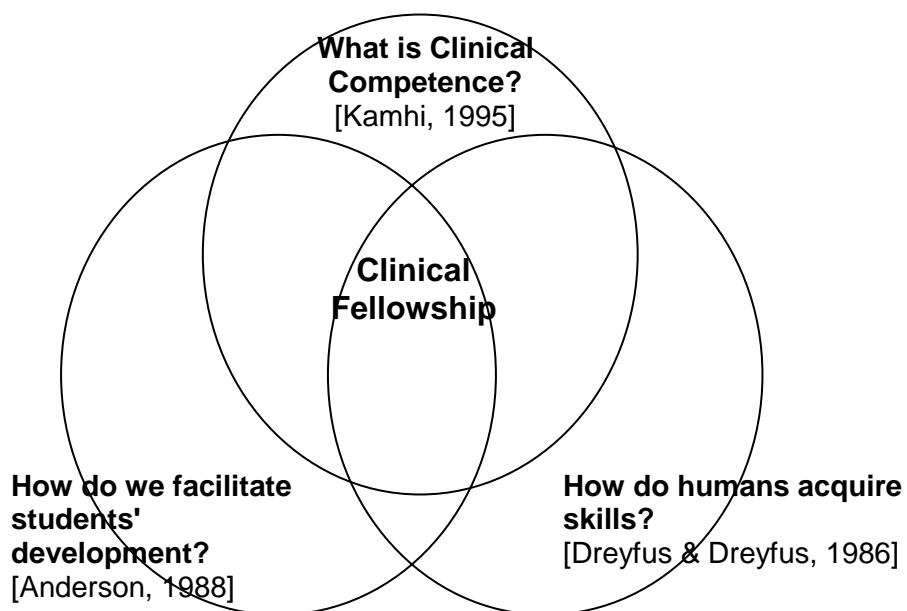 What is Clinical
Competence?
[Kamhi, 1995]
Clinical
Fellowship
How do we facilitate
students'
development?
[Anderson, 1988]
How do humans acquire
skills?
[Dreyfus & Dreyfus, 1986]